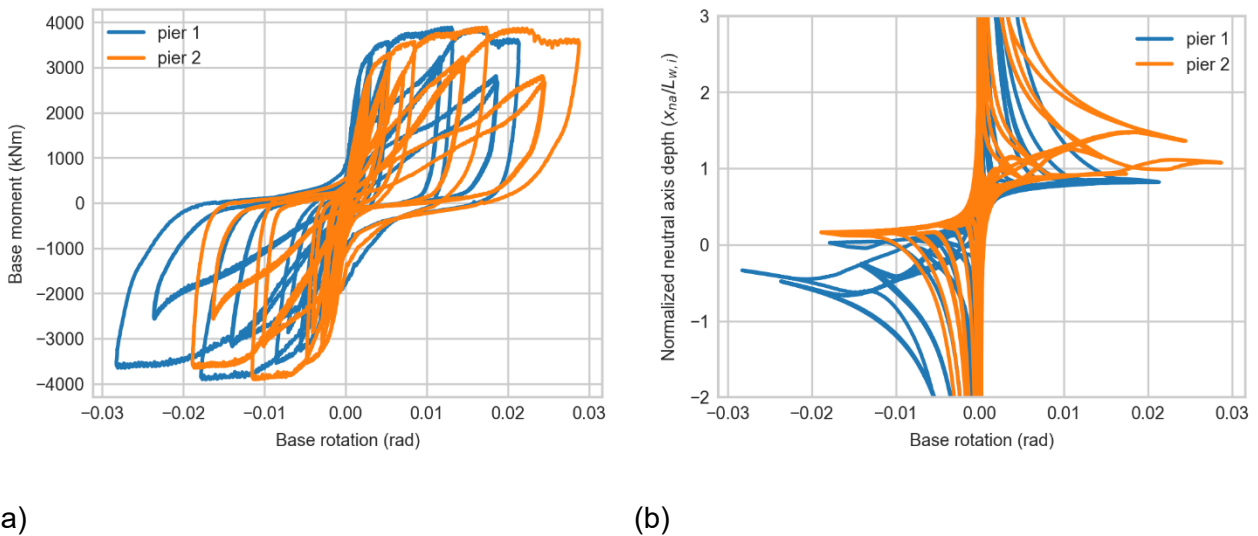 4000
3000
2000
1000
0
−1000
−2000
−3000
−4000
Base moment (kNm)
pier 1
pier 2
−0.03
−0.02
−0.01
0.00
0.01
0.02
0.03
Base rotation (rad)
3
2
1
0
−1
−2
Normalized neutral axis depth (x_na/L_w,i)
pier 1
pier 2
−0.03
−0.02
−0.01
0.00
0.01
0.02
0.03
Base rotation (rad)
a)
(b)